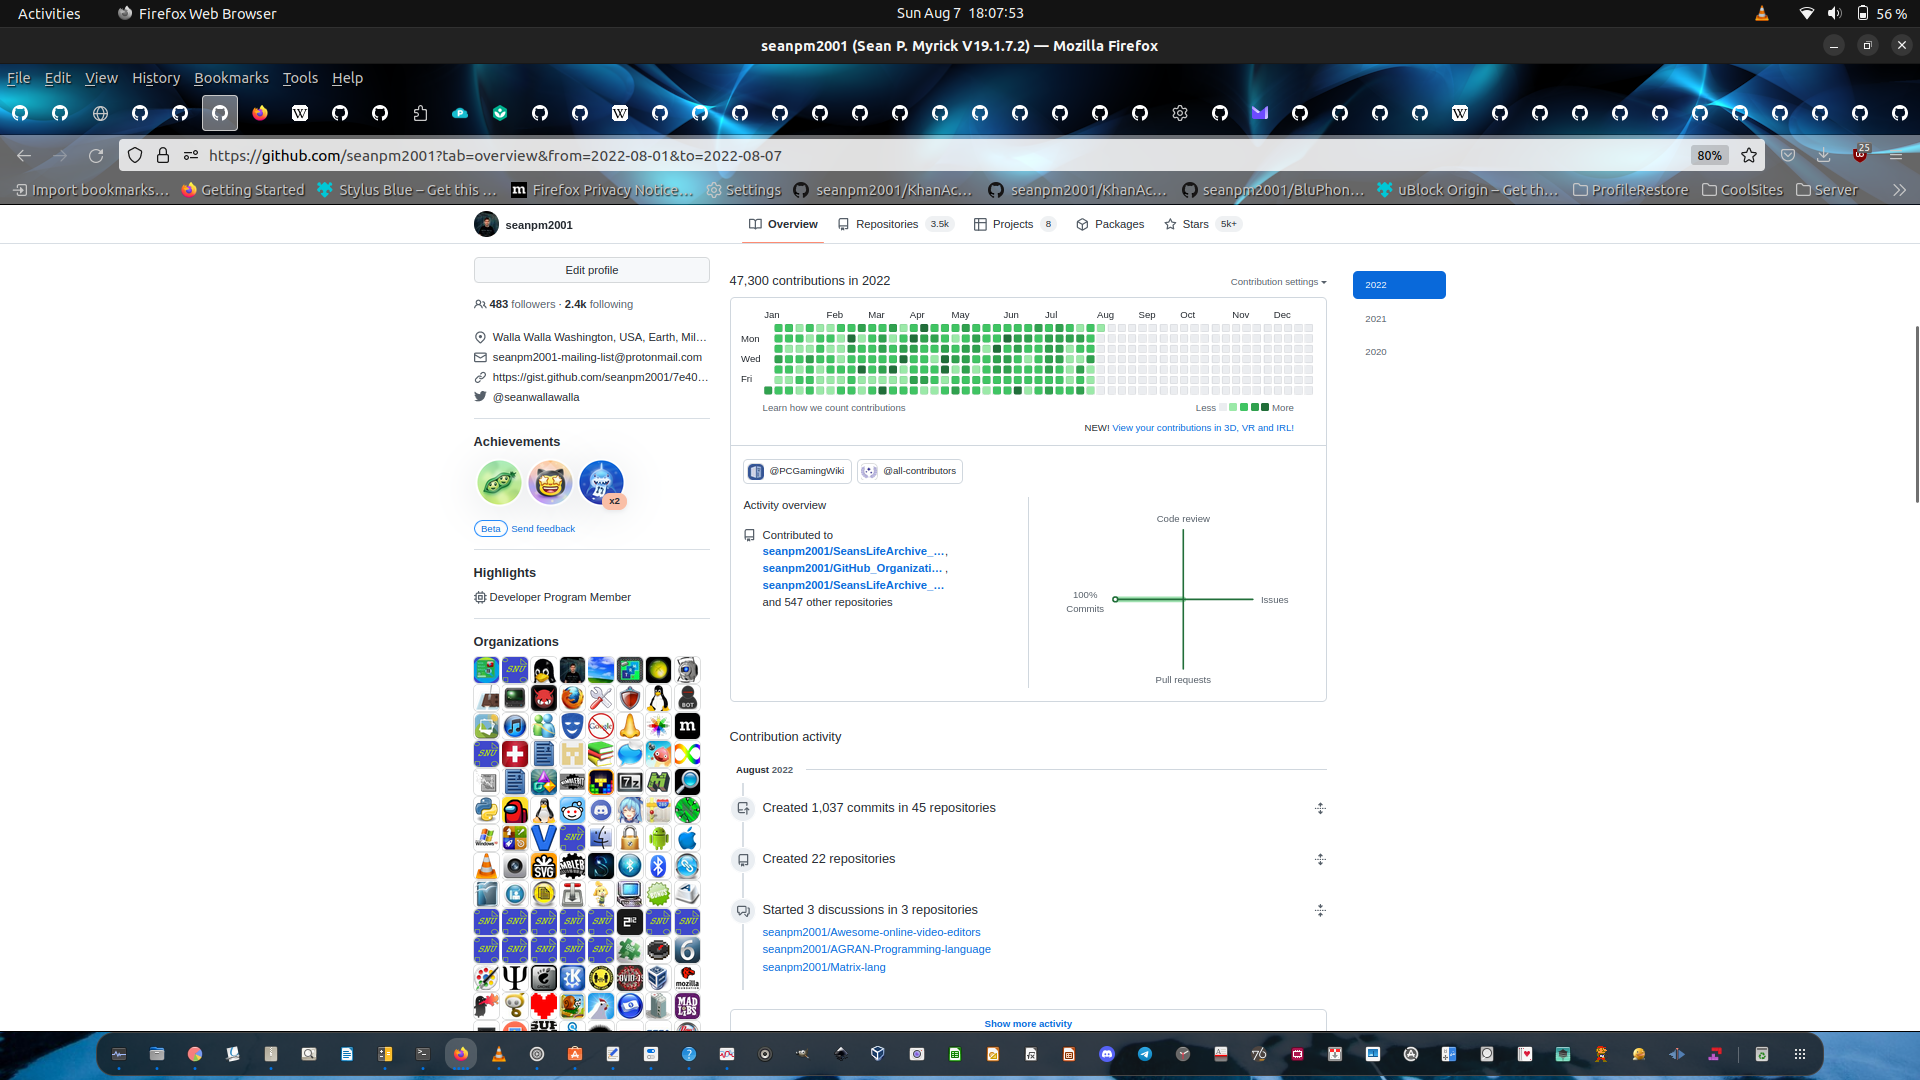 Activities
Firefox Web Browser
Sun Aug 7 18:07:53
56 %
seanpm2001 (Sean P. Myrick V19.1.7.2) — Mozilla Firefox
File Edit View History Bookmarks Tools Help
https://github.com/seanpm2001?tab=overview&from=2022-08-01&to=2022-08-07
80%
25
Import bookmarks…
Getting Started
Stylus Blue – Get this …
Firefox Privacy Notice…
Settings
seanpm2001/KhanAc…
seanpm2001/KhanAc…
seanpm2001/BluPhon…
uBlock Origin – Get th…
ProfileRestore
CoolSites
Server
seanpm2001
Overview
Repositories 3.5k
Projects 8
Packages
Stars 5k+
Edit profile
483 followers · 2.4k following
Walla Walla Washington, USA, Earth, Mil…
seanpm2001-mailing-list@protonmail.com
https://gist.github.com/seanpm2001/7e40…
@seanwallawalla
Achievements
x2
Beta Send feedback
Highlights
Developer Program Member
Organizations
47,300 contributions in 2022
Contribution settings
Jan Feb Mar Apr May Jun Jul Aug Sep Oct Nov Dec
Mon
Wed
Fri
Learn how we count contributions
Less More
NEW! View your contributions in 3D, VR and IRL!
@PCGamingWiki
@all-contributors
Activity overview
Contributed to
seanpm2001/SeansLifeArchive_…,
seanpm2001/GitHub_Organizati… ,
seanpm2001/SeansLifeArchive_…
and 547 other repositories
Code review
100%
Commits
Issues
Pull requests
Contribution activity
August 2022
Created 1,037 commits in 45 repositories
Created 22 repositories
Started 3 discussions in 3 repositories
seanpm2001/Awesome-online-video-editors
seanpm2001/AGRAN-Programming-language
seanpm2001/Matrix-lang
Show more activity
2022
2021
2020